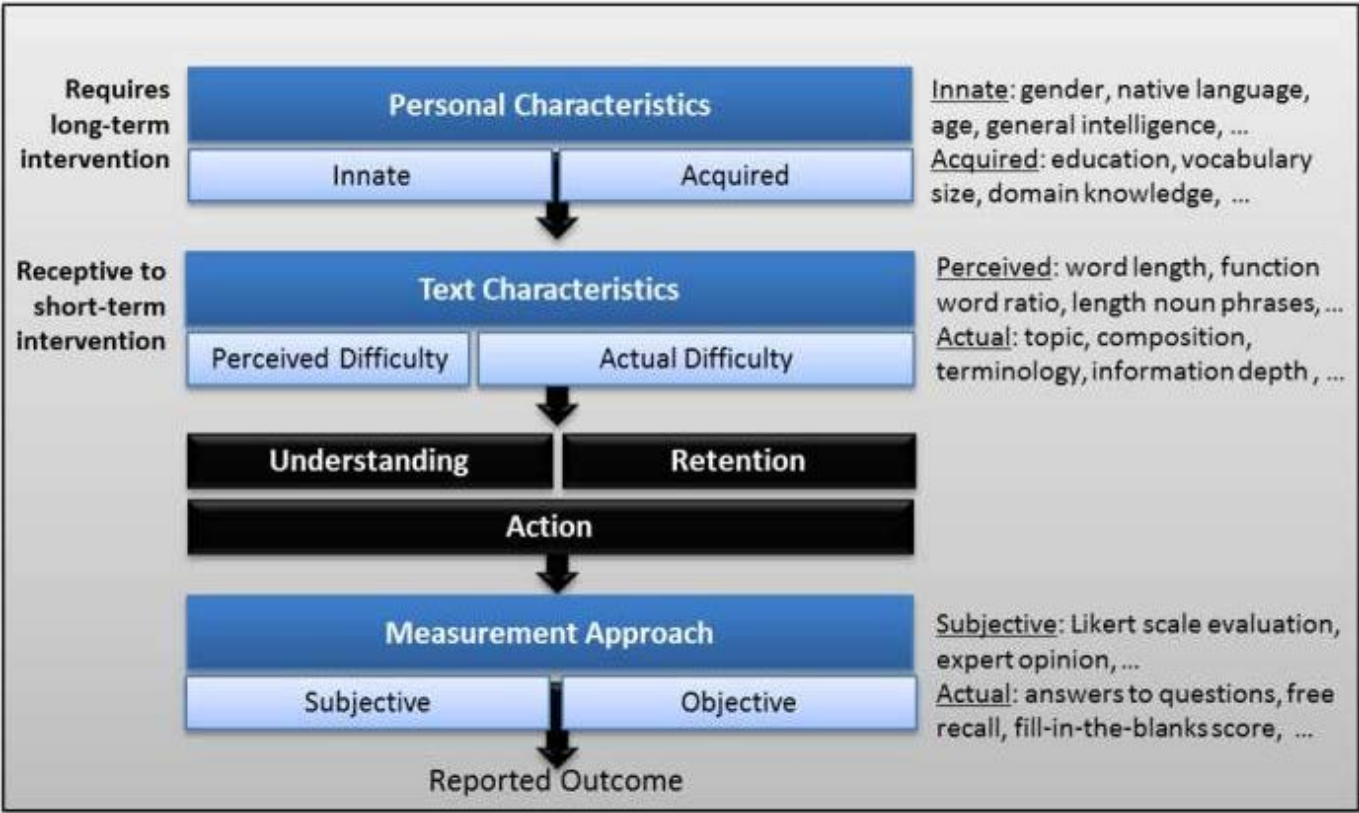 Requires
long-term
intervention
Personal Characteristics
Innate
Acquired
Innate: gender, native language,
age, general intelligence, ...
Acquired: education, vocabulary
size, domain knowledge, ...
Receptive to
short-term
intervention
Text Characteristics
Perceived Difficulty
Actual Difficulty
Perceived: word length, function
word ratio, length noun phrases, ...
Actual: topic, composition,
terminology, information depth , ...
Understanding
Retention
Action
Measurement Approach
Subjective
Objective
Subjective: Likert scale evaluation,
expert opinion, ...
Actual: answers to questions, free
recall, fill-in-the-blanks score, ...
Reported Outcome